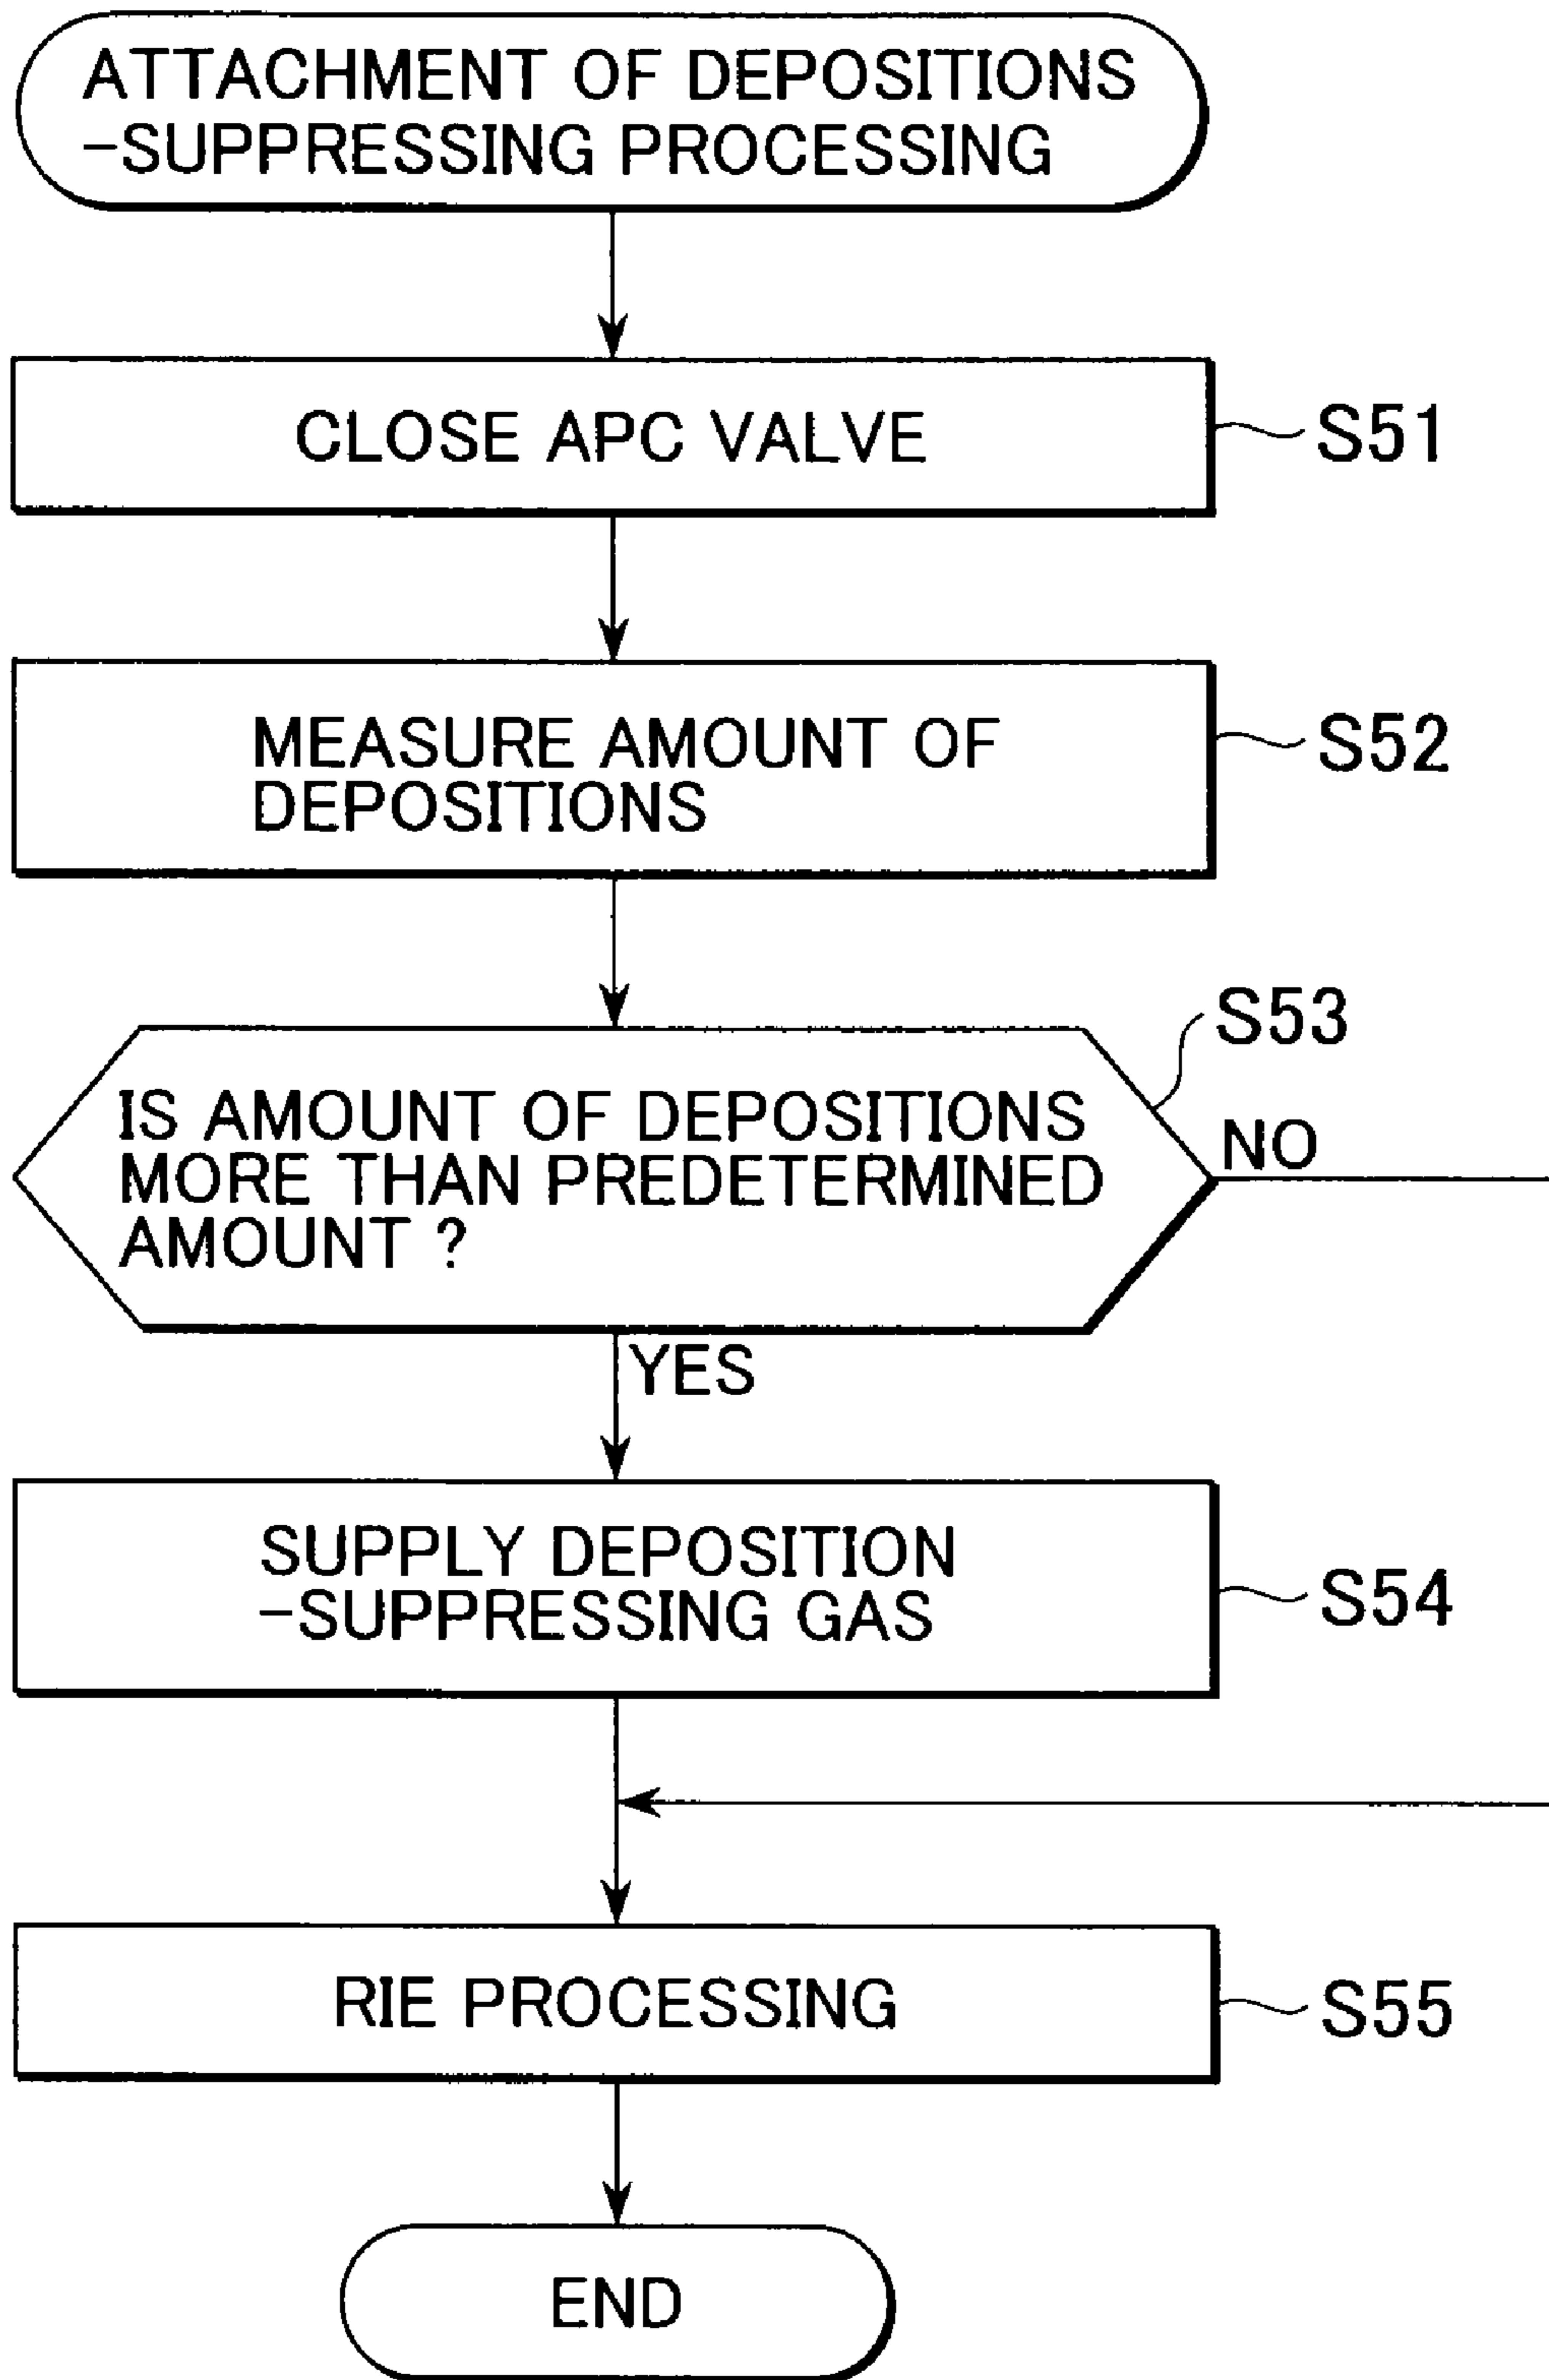 ATTACHMENT OF DEPOSITIONS
-SUPPRESSING PROCESSING
CLOSE APC VALVE
S51
MEASURE AMOUNT OF
DEPOSITIONS
S52
S53
IS AMOUNT OF DEPOSITIONS
MORE THAN PREDETERMINED
AMOUNT ?
NO
YES
SUPPLY DEPOSITION
-SUPPRESSING GAS
S54
RIE PROCESSING
S55
END